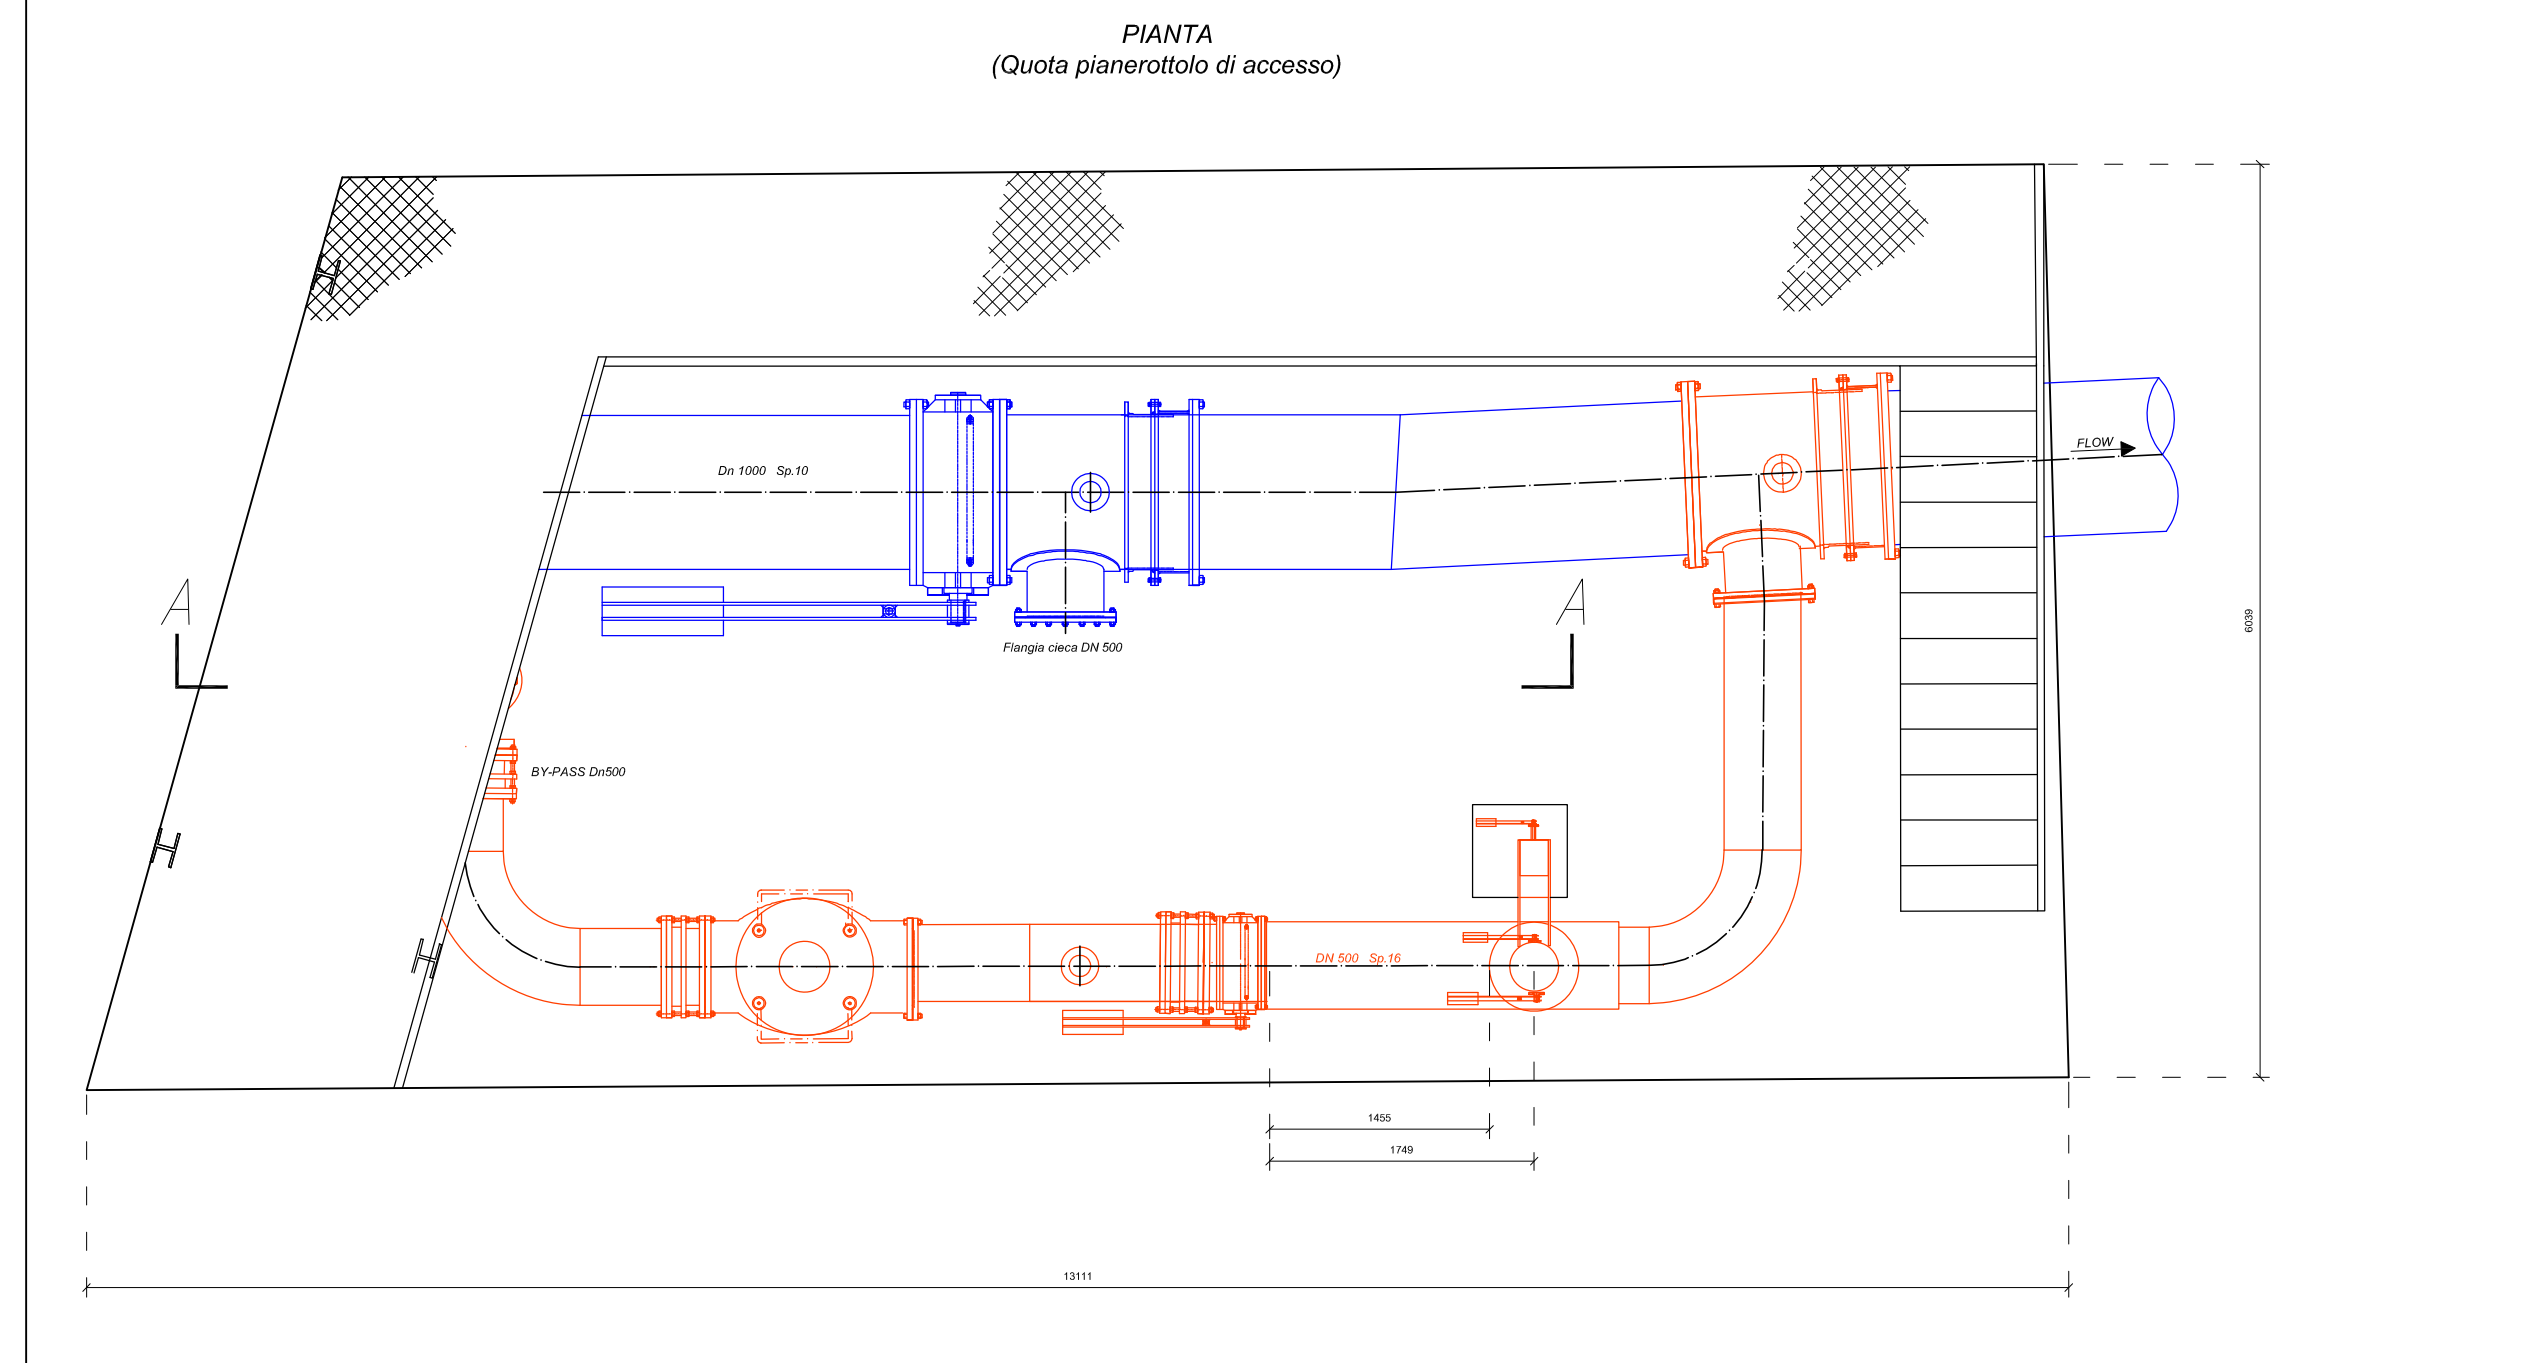 PIANTA
(Quota pianerottolo di accesso)
FLOW
Dn 1000 Sp.10
A
A
6039
Flangia cieca DN 500
BY-PASS Dn500
DN 500 Sp.16
1455
1749
13111